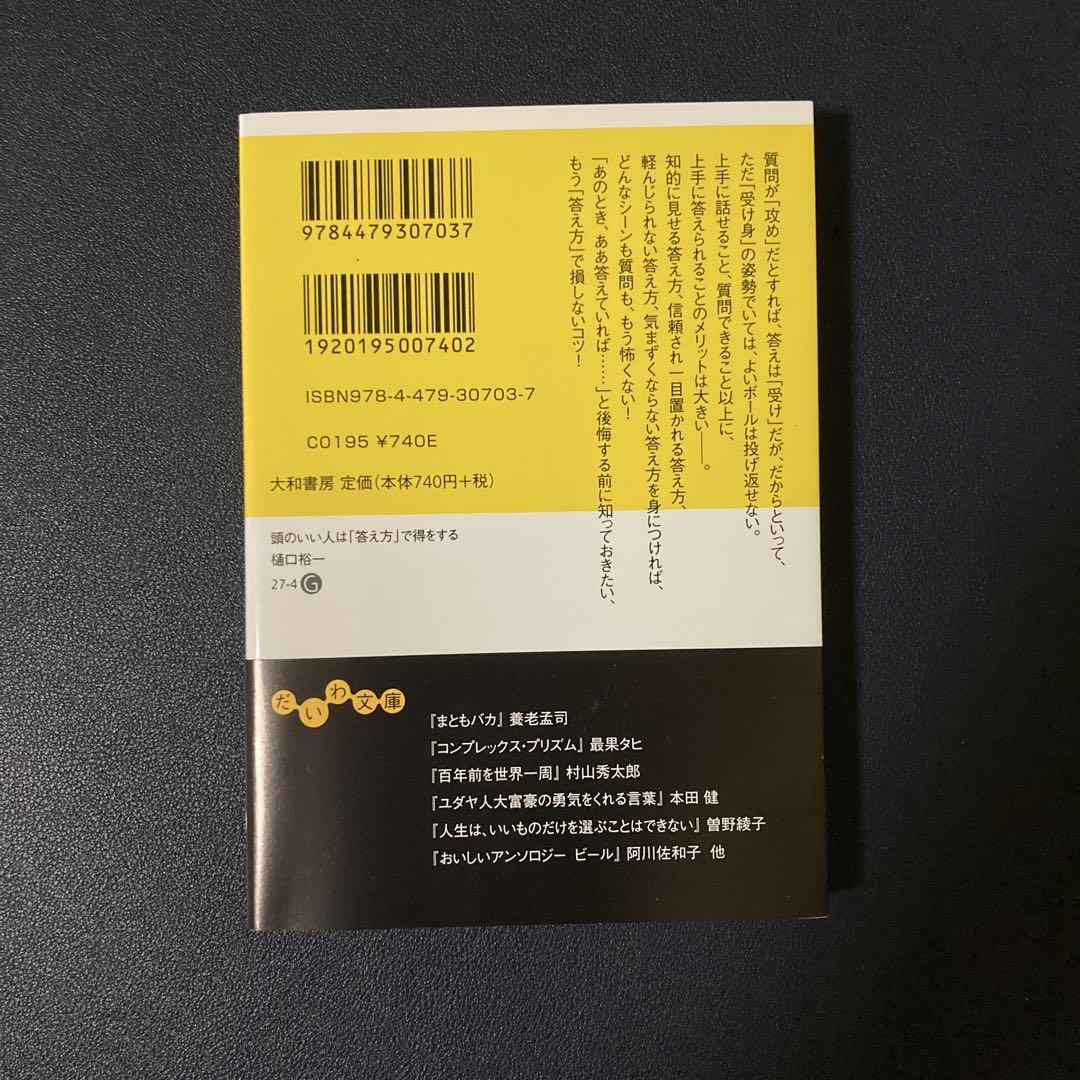 質問が「攻め」だとすれば、答えは「受け」だが、だからといって、
ただ「受け身」の姿勢でいては、よいボールは投げ返せない。
上手に話せること、質問できること以上に、
上手に答えられることのメリットは大きい――。
知的に見せる答え方、信頼され一目置かれる答え方、
軽んじられない答え方、気まずくならない答え方を身につければ、
どんなシーンも質問も、もう怖くない！
「あのとき、ああ答えていれば……」と後悔する前に知っておきたい、
もう「答え方」で損しないコツ！
9784479307037
1920195007402
ISBN978-4-479-30703-7
C0195 ¥740E
大和書房 定価（本体740円＋税）
頭のいい人は「答え方」で得をする
樋口裕一
27-4 G
だいわ文庫
『まともバカ』 養老孟司
『コンプレックス・プリズム』 最果タヒ
『百年前を世界一周』 村山秀太郎
『ユダヤ人大富豪の勇気をくれる言葉』 本田 健
『人生は、いいものだけを選ぶことはできない』 曽野綾子
『おいしいアンソロジー ビール』 阿川佐和子 他